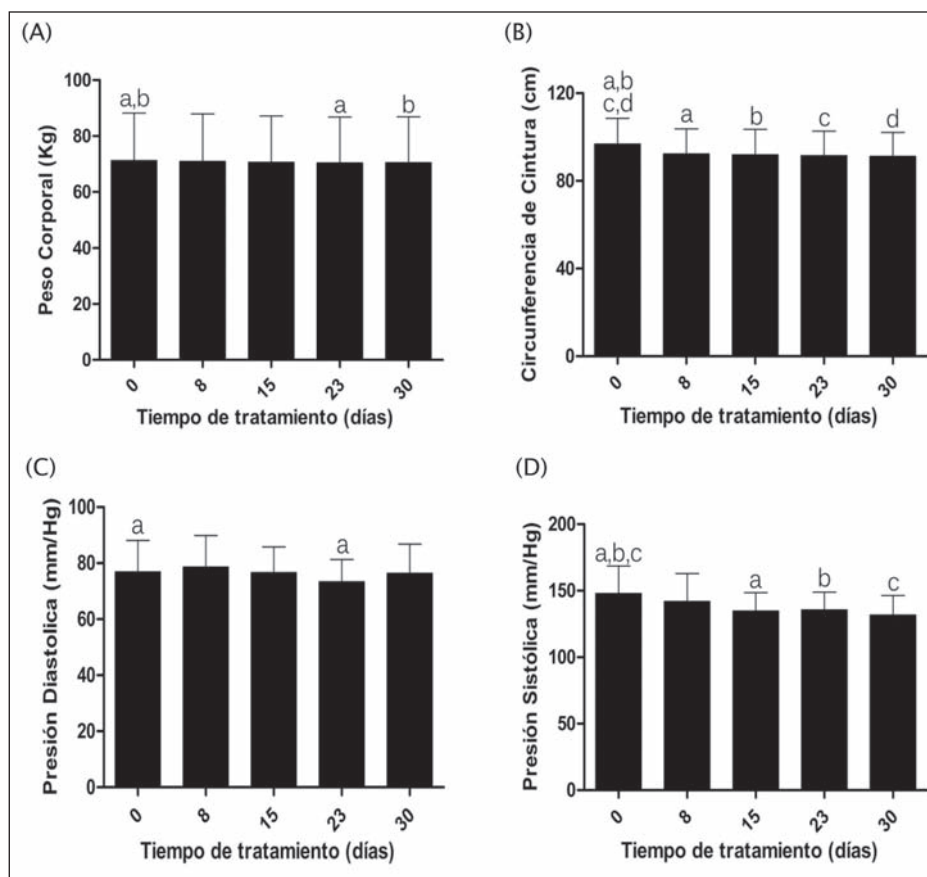 (A)
Peso Corporal (Kg)
100
80
60
40
20
0
a,b
a
b
0
8
15
23
30
Tiempo de tratamiento (días)
(B)
Circunferencia de Cintura (cm)
120
80
40
0
a,b
c,d
a
b
c
d
0
8
15
23
30
Tiempo de tratamiento (días)
(C)
Presión Diastolica (mm/Hg)
100
80
60
40
20
0
a
a
0
8
15
23
30
Tiempo de tratamiento (días)
(D)
Presión Sistólica (mm/Hg)
200
150
100
50
0
a,b,c
a
b
c
0
8
15
23
30
Tiempo de tratamiento (días)